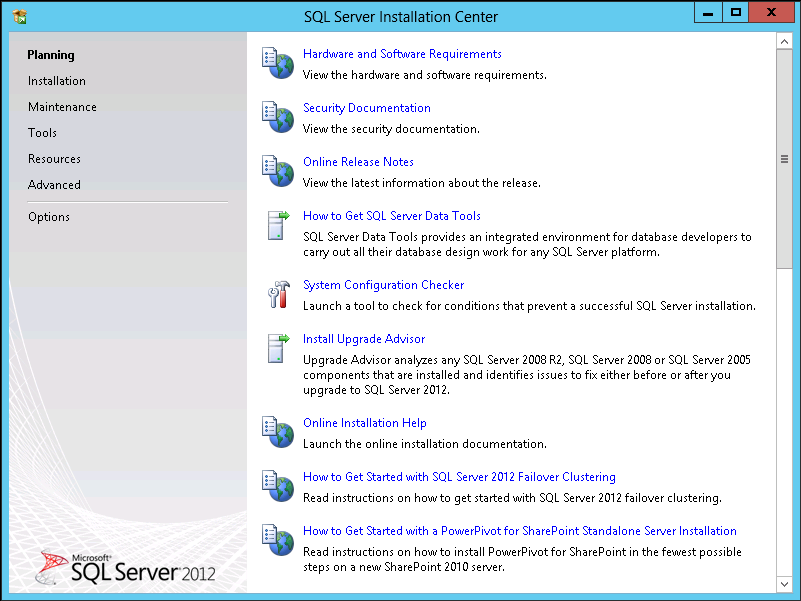 SQL Server Installation Center
Planning
Installation
Maintenance
Tools
Resources
Advanced
Options
Microsoft®
SQL Server® 2012
Hardware and Software Requirements
View the hardware and software requirements.
Security Documentation
View the security documentation.
Online Release Notes
View the latest information about the release.
How to Get SQL Server Data Tools
SQL Server Data Tools provides an integrated environment for database developers to
carry out all their database design work for any SQL Server platform.
System Configuration Checker
Launch a tool to check for conditions that prevent a successful SQL Server installation.
Install Upgrade Advisor
Upgrade Advisor analyzes any SQL Server 2008 R2, SQL Server 2008 or SQL Server 2005
components that are installed and identifies issues to fix either before or after you
upgrade to SQL Server 2012.
Online Installation Help
Launch the online installation documentation.
How to Get Started with SQL Server 2012 Failover Clustering
Read instructions on how to get started with SQL Server 2012 failover clustering.
How to Get Started with a PowerPivot for SharePoint Standalone Server Installation
Read instructions on how to install PowerPivot for SharePoint in the fewest possible
steps on a new SharePoint 2010 server.